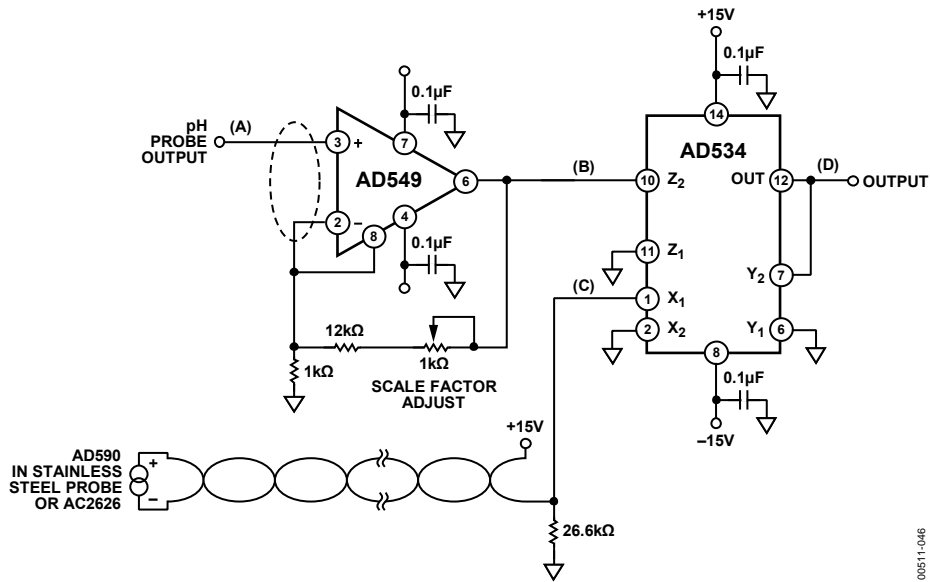 +15V
0.1µF
pH
PROBE
OUTPUT
(A)
3
+
7
0.1µF
AD549
6
2
–
8
4
0.1µF
(B)
14
AD534
10
Z2
OUT
12
(D)
OUTPUT
11
Z1
Y2
7
(C)
1
X1
2
X2
Y1
6
8
0.1µF
–15V
12kΩ
1kΩ
1kΩ
SCALE FACTOR
ADJUST
+15V
AD590
IN STAINLESS
STEEL PROBE
OR AC2626
+
–
26.6kΩ
00511-046